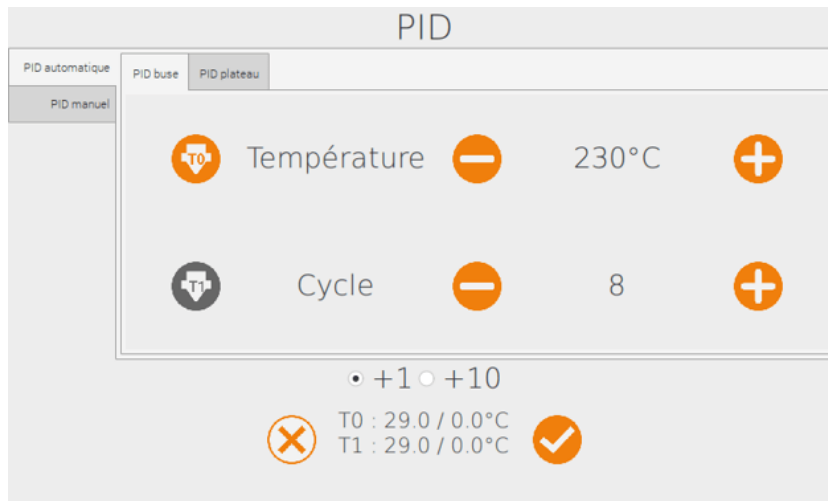 PID
PID automatique
PID manuel
PID buse
PID plateau
T0
Température
230°C
T1
Cycle
8
+1
+10
T0 : 29.0 / 0.0°C
T1 : 29.0 / 0.0°C